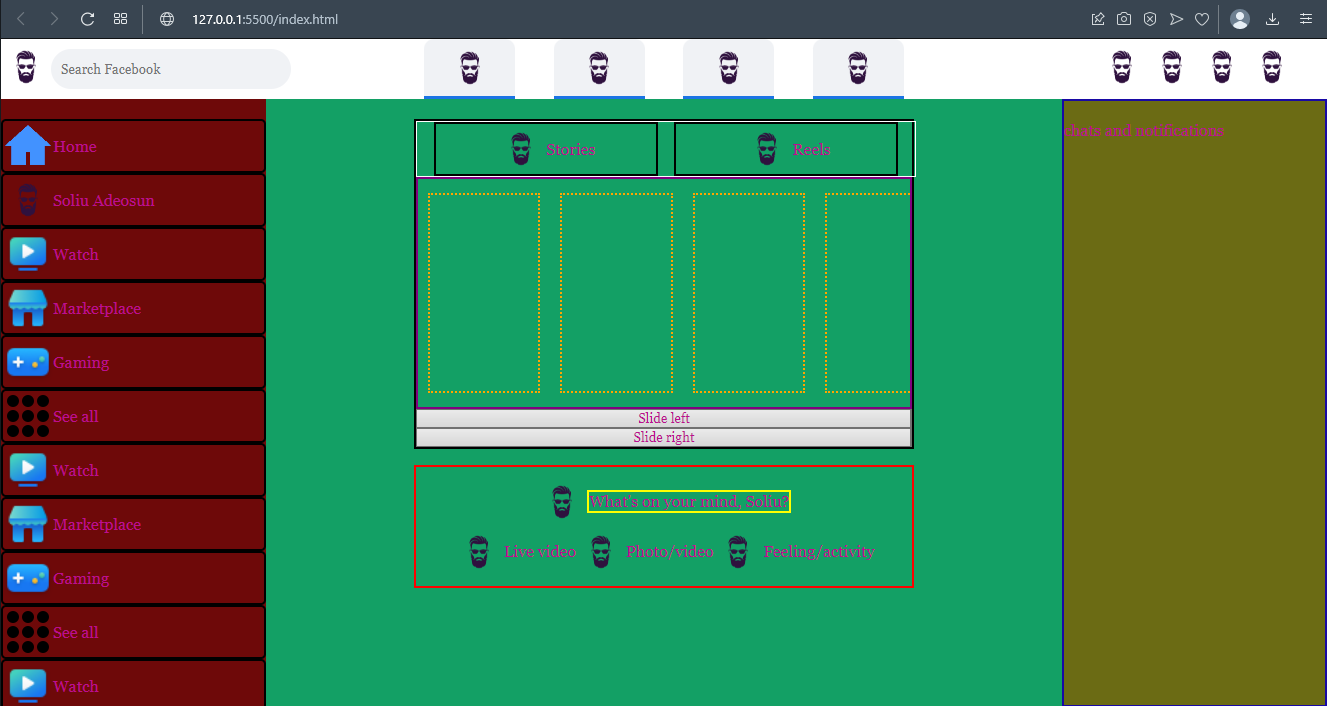 127.0.0.1:5500/index.html
Search Facebook
Home
Soliu Adeosun
Watch
Marketplace
Gaming
See all
Watch
Marketplace
Gaming
See all
Watch
Stories Reels
Slide left
Slide right
What's on your mind, Soliu?
Live video Photo/video Feeling/activity
chats and notifications